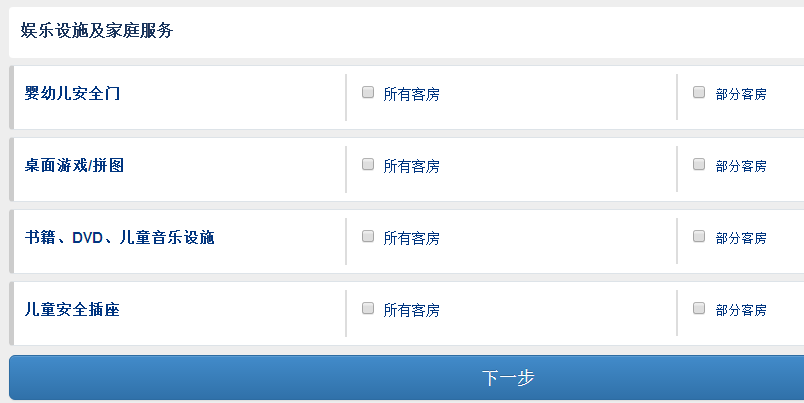 娱乐设施及家庭服务
婴幼儿安全门 所有客房 部分客房
桌面游戏/拼图 所有客房 部分客房
书籍、DVD、儿童音乐设施 所有客房 部分客房
儿童安全插座 所有客房 部分客房
下一步